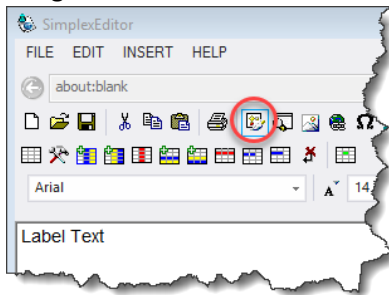 SimplexEditor
FILE EDIT INSERT HELP
about:blank
Arial 14
Label Text